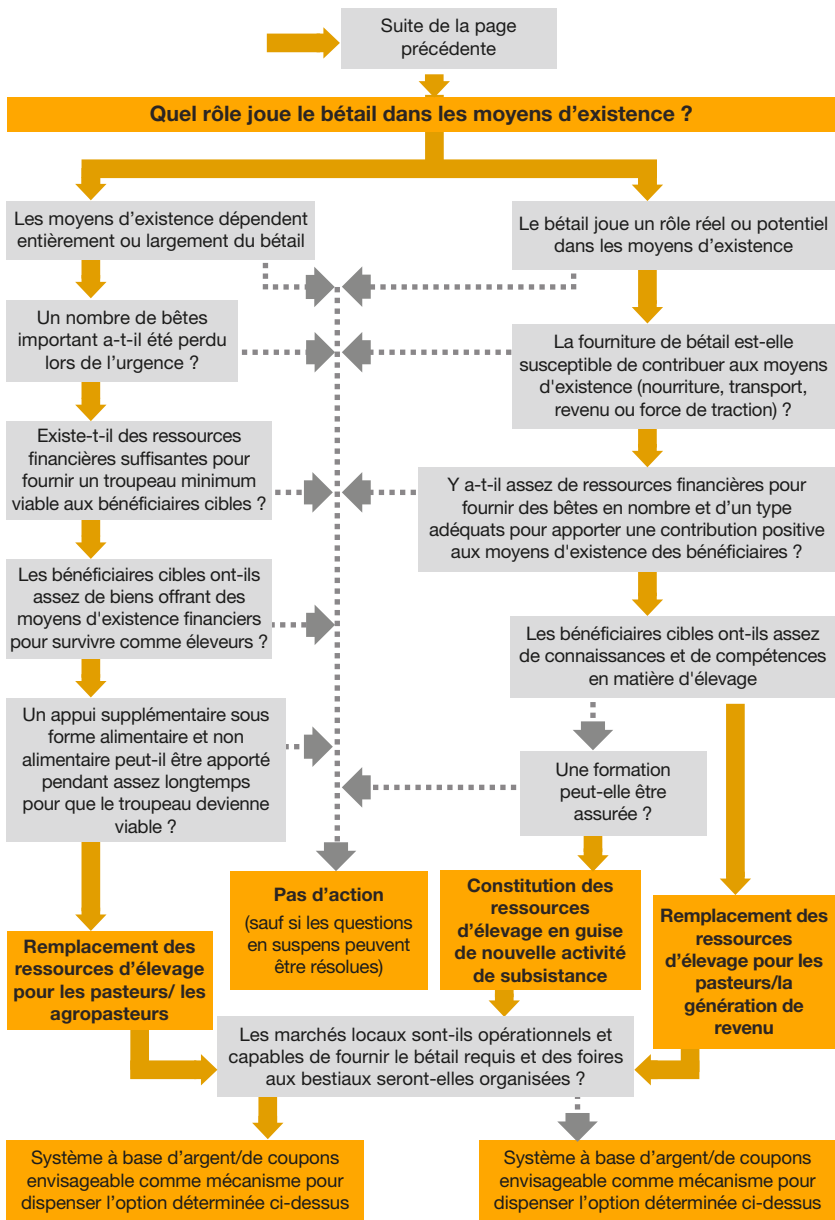 Suite de la page
précédente
Quel rôle joue le bétail dans les moyens d’existence ?
Les moyens d’existence dépendent
entièrement ou largement du bétail
Le bétail joue un rôle réel ou potentiel
dans les moyens d’existence
Un nombre de bêtes
important a-t-il été perdu
lors de l’urgence ?
La fourniture de bétail est-elle
susceptible de contribuer aux moyens
d'existence (nourriture, transport,
revenu ou force de traction) ?
Existe-t-il des ressources
financières suffisantes pour
fournir un troupeau minimum
viable aux bénéficiaires cibles ?
Y a-t-il assez de ressources financières pour
fournir des bêtes en nombre et d’un type
adéquats pour apporter une contribution positive
aux moyens d'existence des bénéficiaires ?
Les bénéficiaires cibles ont-ils
assez de biens offrant des
moyens d'existence financiers
pour survivre comme éleveurs ?
Les bénéficiaires cibles ont-ils assez
de connaissances et de compétences
en matière d'élevage
Un appui supplémentaire sous
forme alimentaire et non
alimentaire peut-il être apporté
pendant assez longtemps
pour que le troupeau devienne
viable ?
Une formation
peut-elle être
assurée ?
Pas d’action
(sauf si les questions
en suspens peuvent
être résolues)
Constitution des
ressources
d’élevage en guise
de nouvelle activité
de subsistance
Remplacement des
ressources
d’élevage pour les
pasteurs/la
génération de
revenu
Remplacement des
ressources d’élevage
pour les pasteurs/ les
agropasteurs
Les marchés locaux sont-ils opérationnels et
capables de fournir le bétail requis et des foires
aux bestiaux seront-elles organisées ?
Système à base d’argent/de coupons
envisageable comme mécanisme pour
dispenser l’option déterminée ci-dessus
Système à base d’argent/de coupons
envisageable comme mécanisme pour
dispenser l’option déterminée ci-dessus